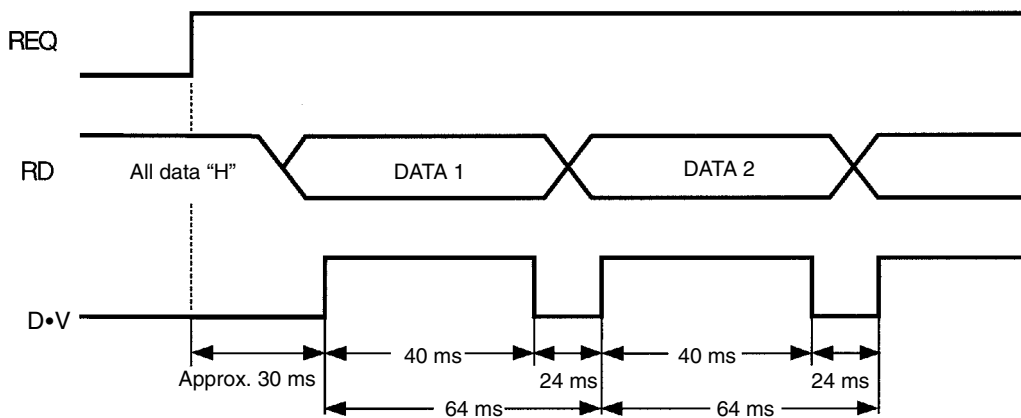 REQ
RD
All data “H”
DATA 1
DATA 2
D•V
40 ms
40 ms
Approx. 30 ms
24 ms
24 ms
64 ms
64 ms